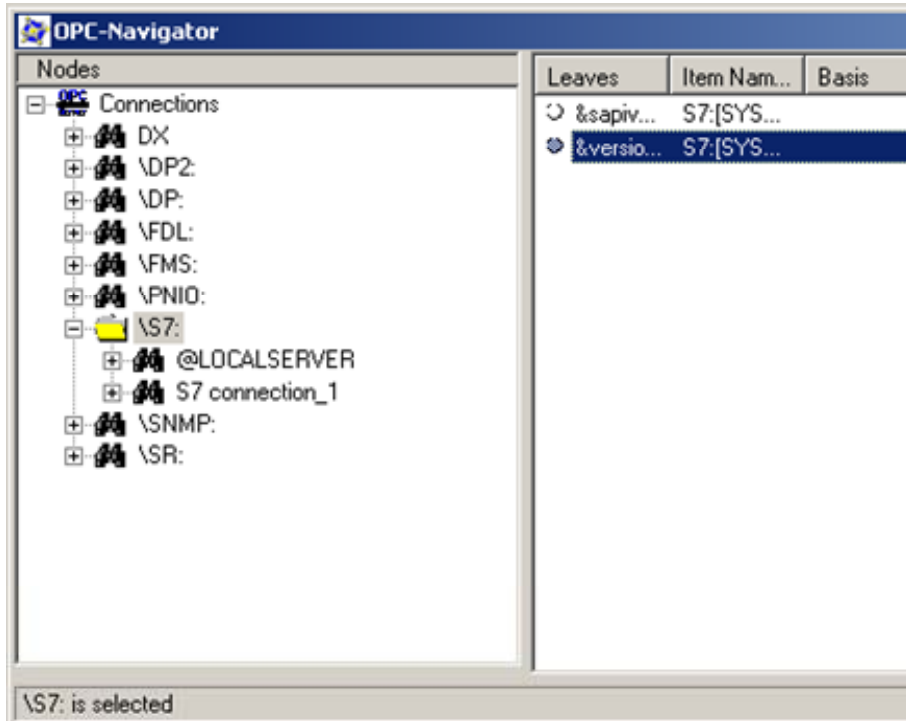 OPC-Navigator
Nodes
Connections
DX
\DP2:
\DP:
\FDL:
\FMS:
\PNIO:
\S7:
@LOCALSERVER
S7 connection_1
\SNMP:
\SR:
Leaves Item Nam... Basis
&sapiv... S7:[SYS...
&versio... S7:[SYS...
\S7: is selected